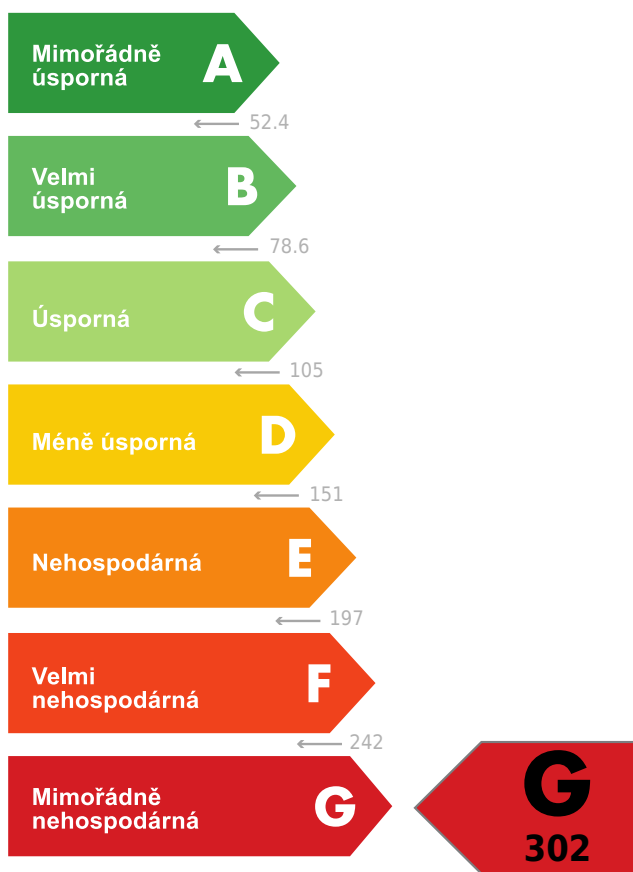 Mimořádně
úsporná
A
52.4
Velmi
úsporná
B
78.6
Úsporná
C
105
Méně úsporná
D
151
Nehospodárná
E
197
Velmi
nehospodárná
F
242
Mimořádně
nehospodárná
G
G
302